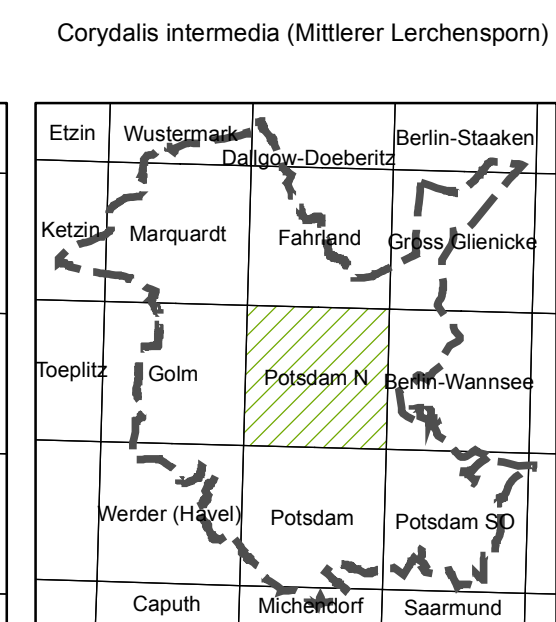 Corydalis intermedia (Mittlerer Lerchensporn)
Etzin
Wustermark
Dallgow-Doeberitz
Berlin-Staaken
Ketzin
Marquardt
Fahrland
Gross Glienicke
Toeplitz
Golm
Potsdam N
Berlin-Wannsee
Werder (Havel)
Potsdam
Potsdam SO
Caputh
Michendorf
Saarmund